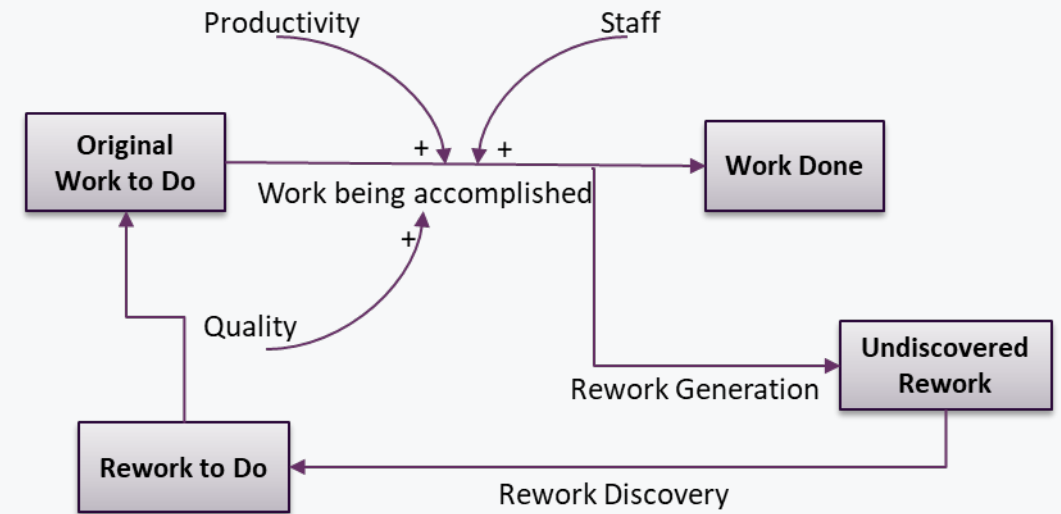 Productivity
Staff
Original
Work to Do
+
+
Work Done
Work being accomplished
+
Quality
Undiscovered
Rework
Rework Generation
Rework to Do
Rework Discovery